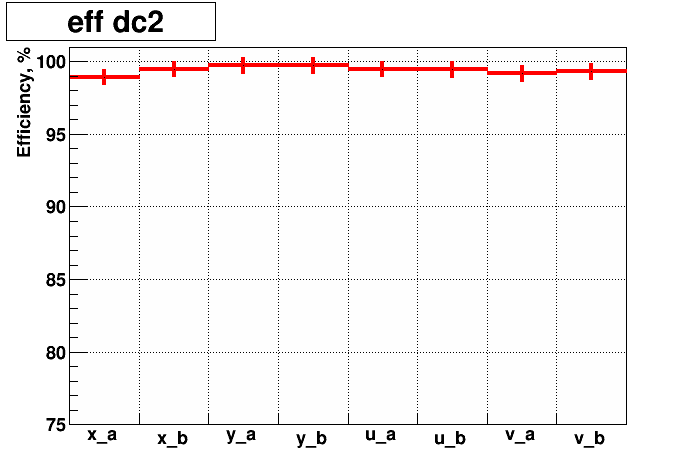 eff dc2
Efficiency, %
100
95
90
85
80
75
x_a x_b y_a y_b u_a u_b v_a v_b